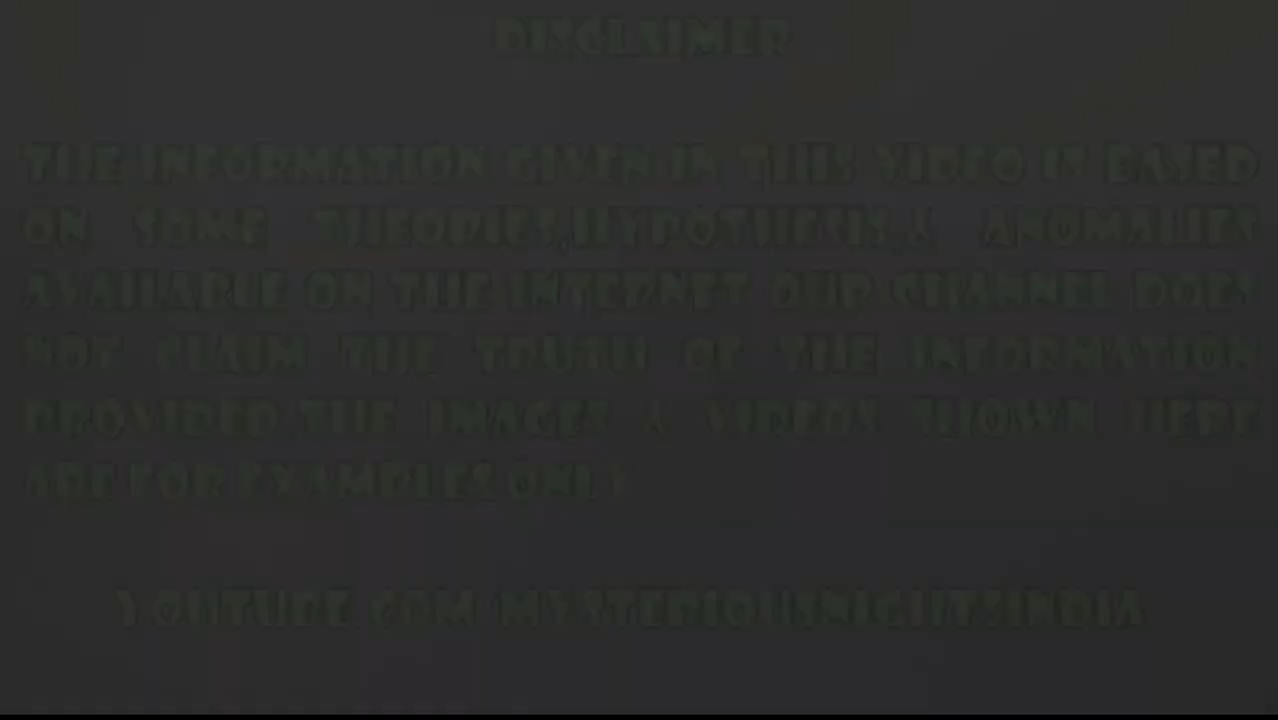 DISCLAIMER
THE INFORMATION GIVEN IN THIS VIDEO IS BASED
ON SOME THEORIES,HYPOTHESIS,& ANOMALIES
AVAILABLE ON THE INTERNET OUR CHANNEL DOES
NOT CLAIM THE TRUTH OF THE INFORMATION
PROVIDED.THE IMAGES & VIDEOS SHOWN HERE
ARE FOR EXAMPLES ONLY
YOUTUBE.COM/MYSTERIOUSNIGHTSINDIA